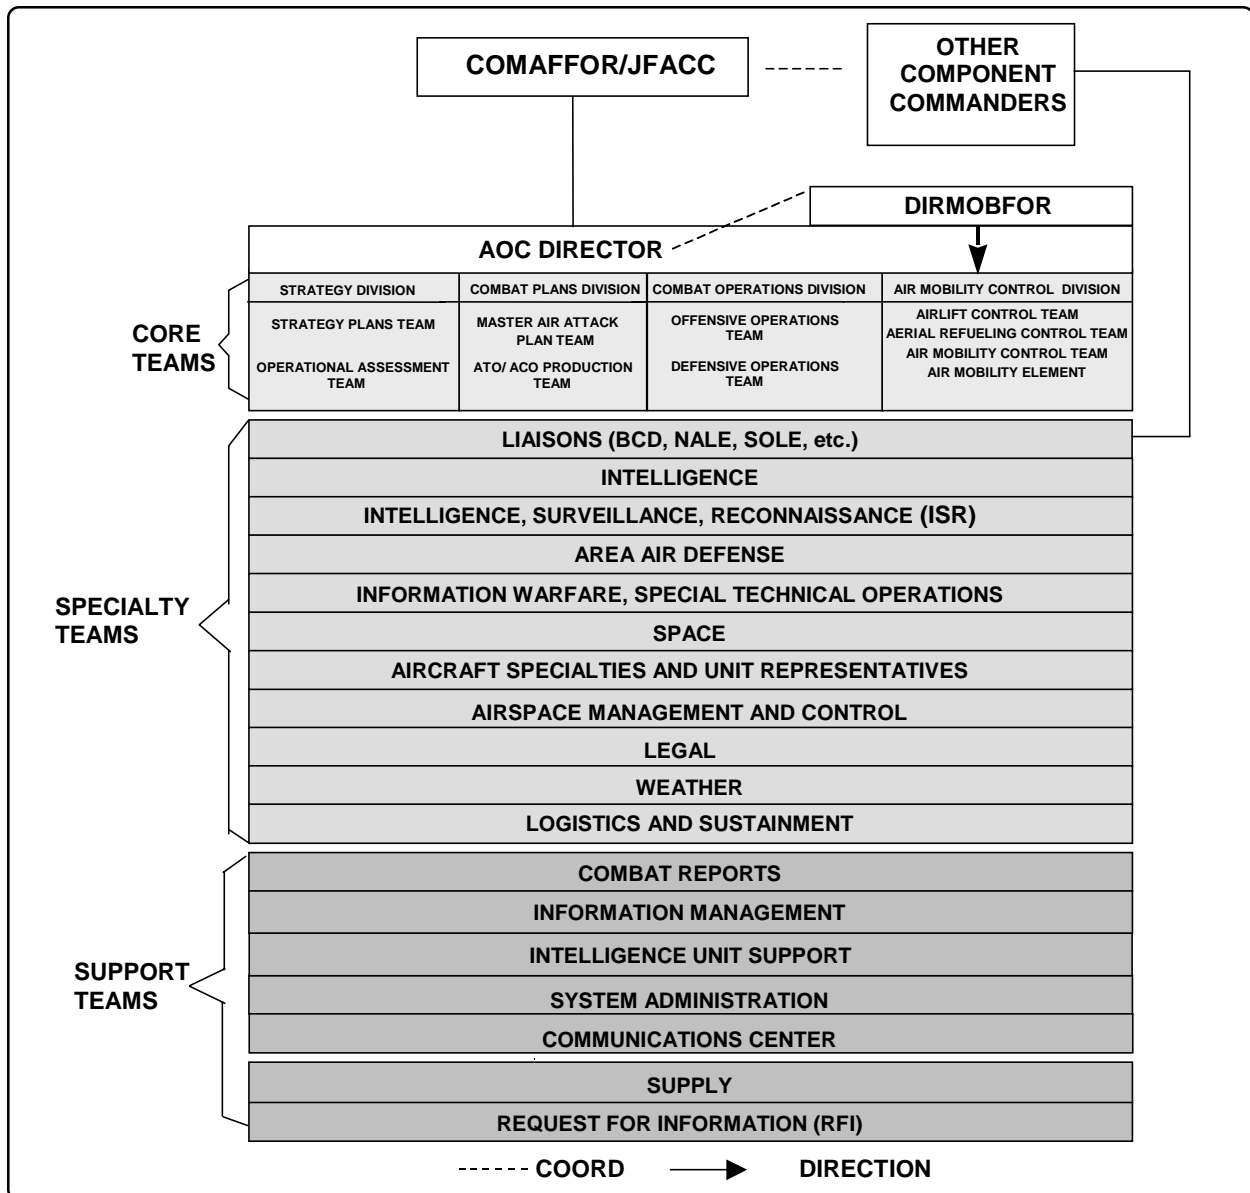 COMAFFOR/JFACC
OTHER
COMPONENT
COMMANDERS
DIRMOBFOR
AOC DIRECTOR
CORE
TEAMS
STRATEGY DIVISION
STRATEGY PLANS TEAM
OPERATIONAL ASSESSMENT
TEAM
COMBAT PLANS DIVISION
MASTER AIR ATTACK
PLAN TEAM
ATO/ ACO PRODUCTION
TEAM
COMBAT OPERATIONS DIVISION
OFFENSIVE OPERATIONS
TEAM
DEFENSIVE OPERATIONS
TEAM
AIR MOBILITY CONTROL DIVISION
AIRLIFT CONTROL TEAM
AERIAL REFUELING CONTROL TEAM
AIR MOBILITY CONTROL TEAM
AIR MOBILITY ELEMENT
SPECIALTY
TEAMS
LIAISONS (BCD, NALE, SOLE, etc.)
INTELLIGENCE
INTELLIGENCE, SURVEILLANCE, RECONNAISSANCE (ISR)
AREA AIR DEFENSE
INFORMATION WARFARE, SPECIAL TECHNICAL OPERATIONS
SPACE
AIRCRAFT SPECIALTIES AND UNIT REPRESENTATIVES
AIRSPACE MANAGEMENT AND CONTROL
LEGAL
WEATHER
LOGISTICS AND SUSTAINMENT
SUPPORT
TEAMS
COMBAT REPORTS
INFORMATION MANAGEMENT
INTELLIGENCE UNIT SUPPORT
SYSTEM ADMINISTRATION
COMMUNICATIONS CENTER
SUPPLY
REQUEST FOR INFORMATION (RFI)
COORD
DIRECTION